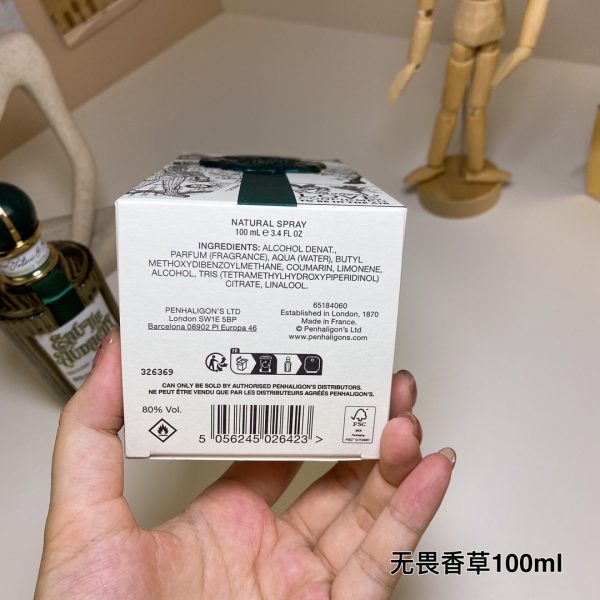 NATURAL SPRAY
100 mL ℮ 3.4 FL OZ
INGREDIENTS: ALCOHOL DENAT.,
PARFUM (FRAGRANCE), AQUA (WATER), BUTYL
METHOXYDIBENZOYLMETHANE, COUMARIN, LIMONENE,
ALCOHOL, TRIS (TETRAMETHYLHYDROXYPIPERIDINOL)
CITRATE, LINALOOL.
PENHALIGON'S LTD
London SW1E 5BP
Barcelona 08902 Pl Europa 46
65184060
Established in London, 1870
Made in France.
© Penhaligon's Ltd
www.penhaligons.com
FR
326369
CAN ONLY BE SOLD BY AUTHORISED PENHALIGON'S DISTRIBUTORS.
NE PEUT ÊTRE VENDU QUE PAR LES DISTRIBUTEURS AGRÉÉS PENHALIGON'S.
80% Vol.
5 056245 026423 >
FSC
MIX
Packaging
无畏香草100ml